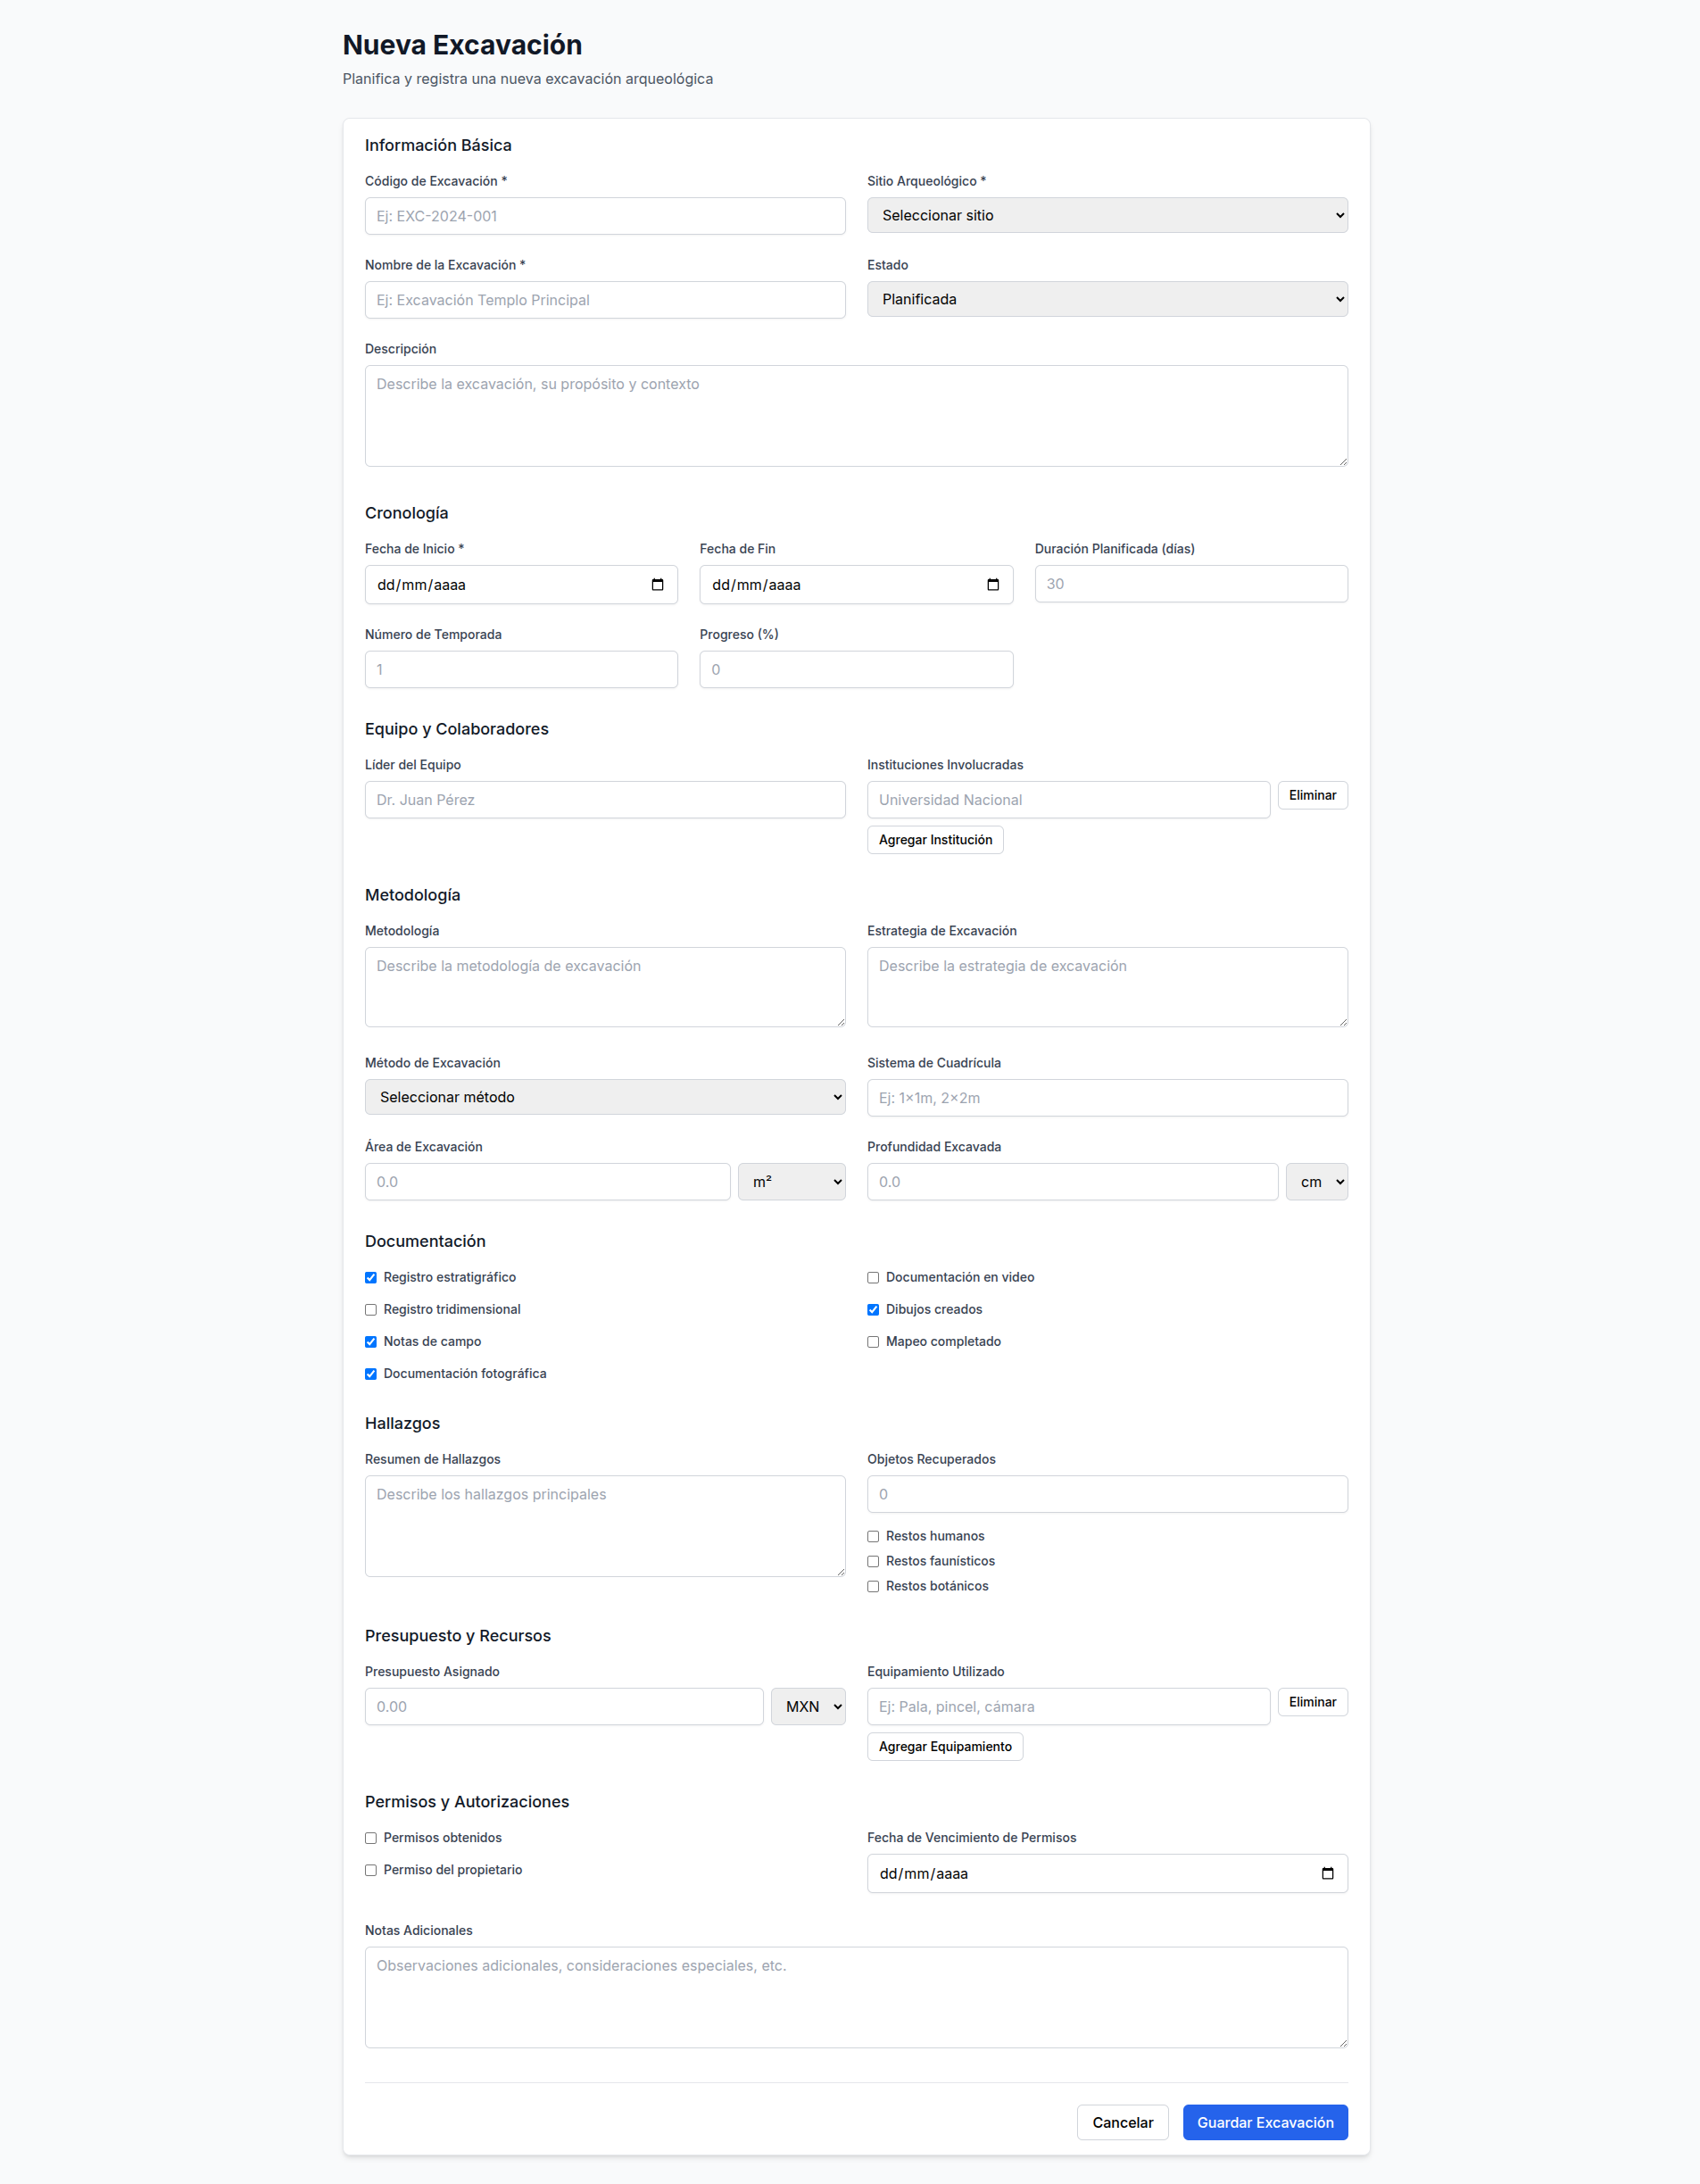 Nueva Excavación
Planifica y registra una nueva excavación arqueológica
Información Básica
Código de Excavación *
Ej: EXC-2024-001
Sitio Arqueológico *
Seleccionar sitio
Nombre de la Excavación *
Ej: Excavación Templo Principal
Estado
Planificada
Descripción
Describe la excavación, su propósito y contexto
Cronología
Fecha de Inicio *
dd/mm/aaaa
Fecha de Fin
dd/mm/aaaa
Duración Planificada (días)
30
Número de Temporada
1
Progreso (%)
0
Equipo y Colaboradores
Líder del Equipo
Dr. Juan Pérez
Instituciones Involucradas
Universidad Nacional
Eliminar
Agregar Institución
Metodología
Metodología
Describe la metodología de excavación
Estrategia de Excavación
Describe la estrategia de excavación
Método de Excavación
Seleccionar método
Sistema de Cuadrícula
Ej: 1x1m, 2x2m
Área de Excavación
0.0
m²
Profundidad Excavada
0.0
cm
Documentación
Registro estratigráfico
Registro tridimensional
Notas de campo
Documentación fotográfica
Documentación en video
Dibujos creados
Mapeo completado
Hallazgos
Resumen de Hallazgos
Describe los hallazgos principales
Objetos Recuperados
0
Restos humanos
Restos faunísticos
Restos botánicos
Presupuesto y Recursos
Presupuesto Asignado
0.00
MXN
Equipamiento Utilizado
Ej: Pala, pincel, cámara
Eliminar
Agregar Equipamiento
Permisos y Autorizaciones
Permisos obtenidos
Permiso del propietario
Fecha de Vencimiento de Permisos
dd/mm/aaaa
Notas Adicionales
Observaciones adicionales, consideraciones especiales, etc.
Cancelar
Guardar Excavación